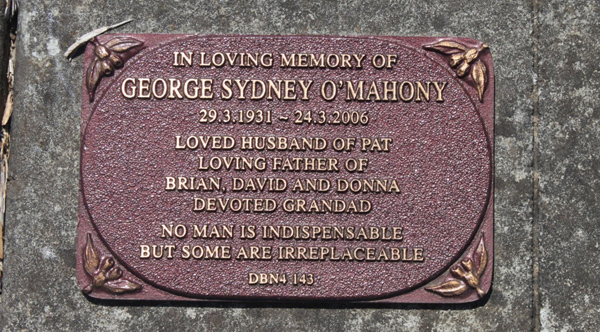 IN LOVING MEMORY OF
GEORGE SYDNEY O'MAHONY
29.3.1931 – 24.3.2006
LOVED HUSBAND OF PAT
LOVING FATHER OF
BRIAN, DAVID AND DONNA
DEVOTED GRANDAD
NO MAN IS INDISPENSABLE
BUT SOME ARE IRREPLACEABLE
DBN4 143